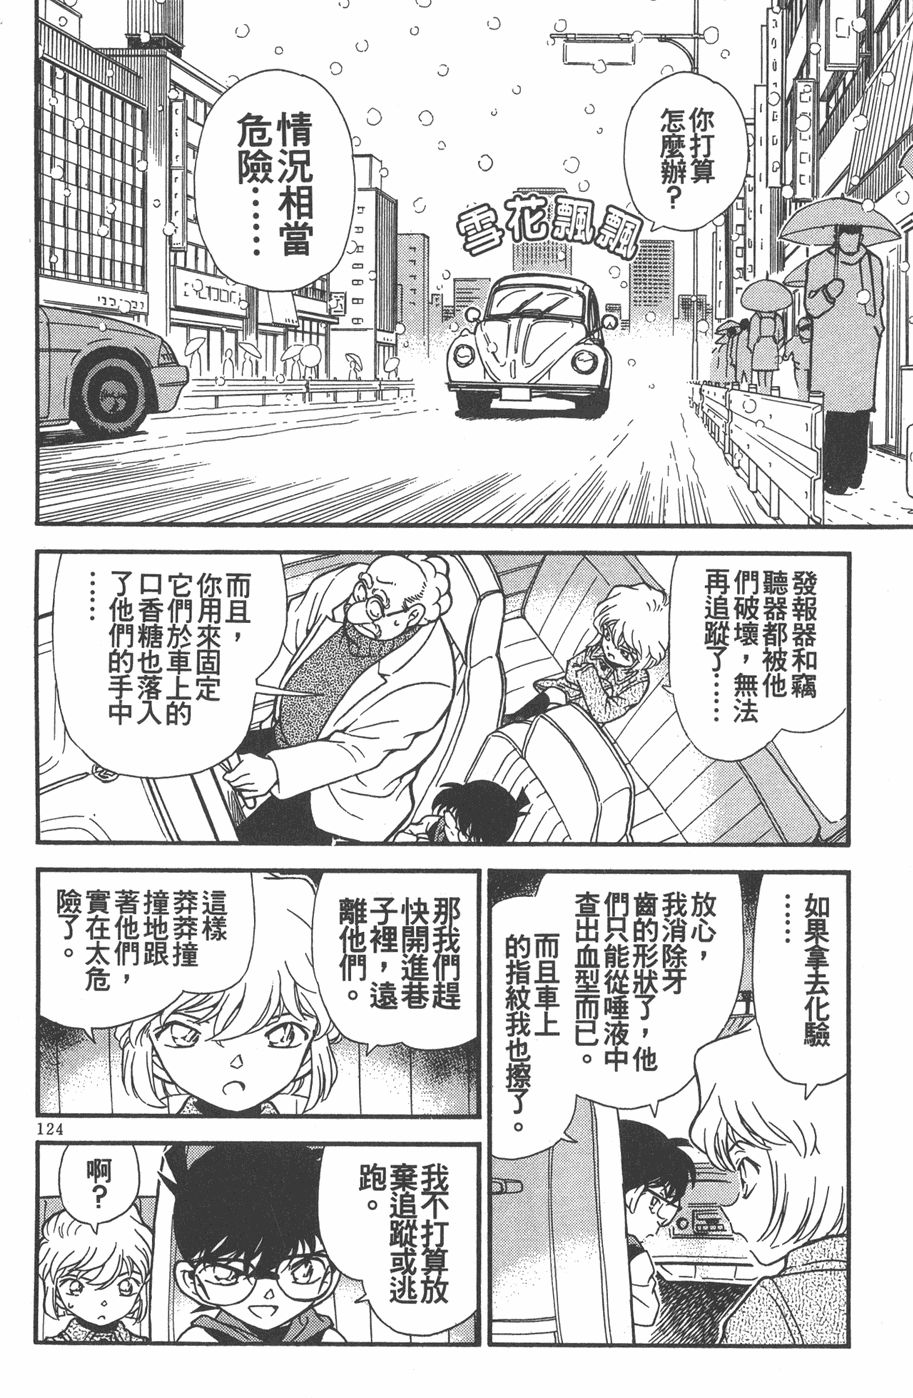 你打算
怎麼辦？
雪花飄飄
情況相當
危險……
發報器和竊
聽器都被他
們破壞，無法
再追蹤了……
而且，
你用來固定
它們於車上的
口香糖也落入
了他們的手中
……
如果拿去化驗
……
放心，
我消除牙
齒的形狀了，他
們只能從唾液中
查出血型而已。
而且車上
的指紋我也擦了。
那我們趕
快開進巷
子裡，遠
離他們。
這樣
莽莽撞
撞地跟
著他們，
實在太危
險了。
我不打算放
棄追蹤或逃
跑。
啊？
124